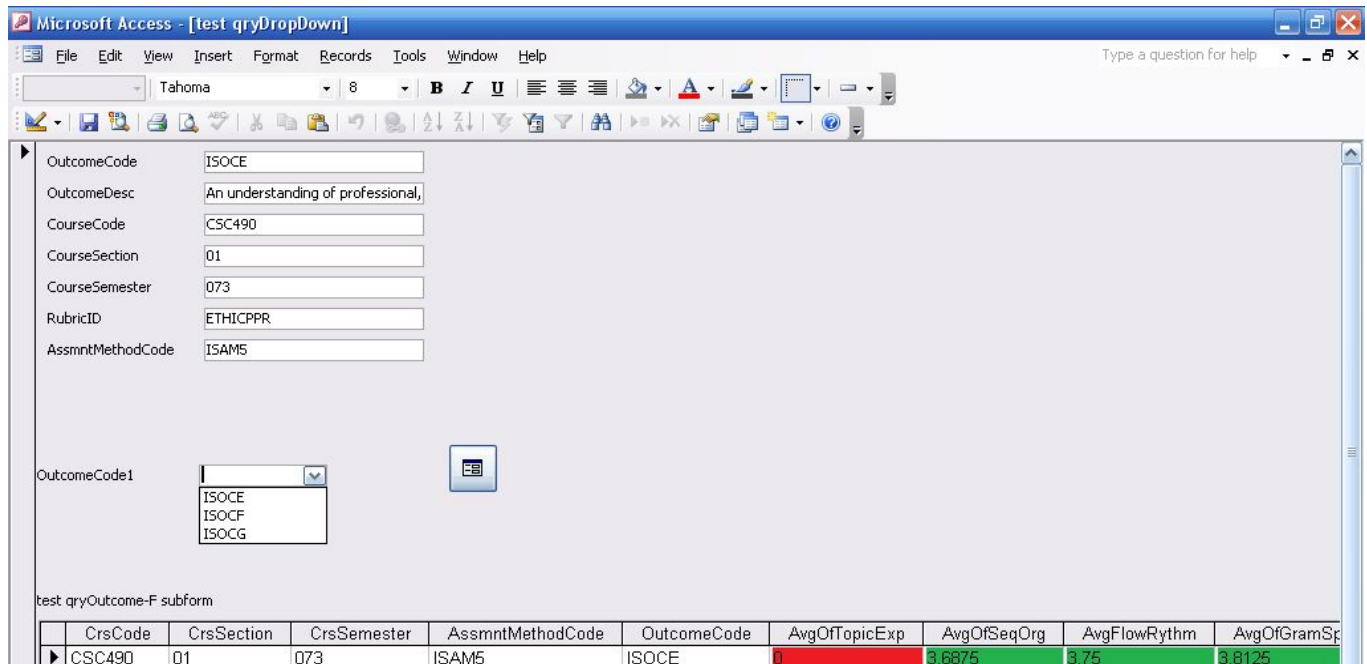 Microsoft Access - [test qryDropDown]
File Edit View Insert Format Records Tools Window Help Type a question for help
Tahoma 8 B I U A
OutcomeCode ISOCE
OutcomeDesc An understanding of professional,
CourseCode CSC490
CourseSection 01
CourseSemester 073
RubricID ETHICPPR
AssmntMethodCode ISAM5
OutcomeCode1
ISOCE
ISOCF
ISOCG
test qryOutcome-F subform
CrsCode CrsSection CrsSemester AssmntMethodCode OutcomeCode AvgOfTopicExp AvgOfSeqOrg AvgFlowRythm AvgOfGramSp
CSC490 01 073 ISAM5 ISOCE 0 3.6875 3.75 3.8125